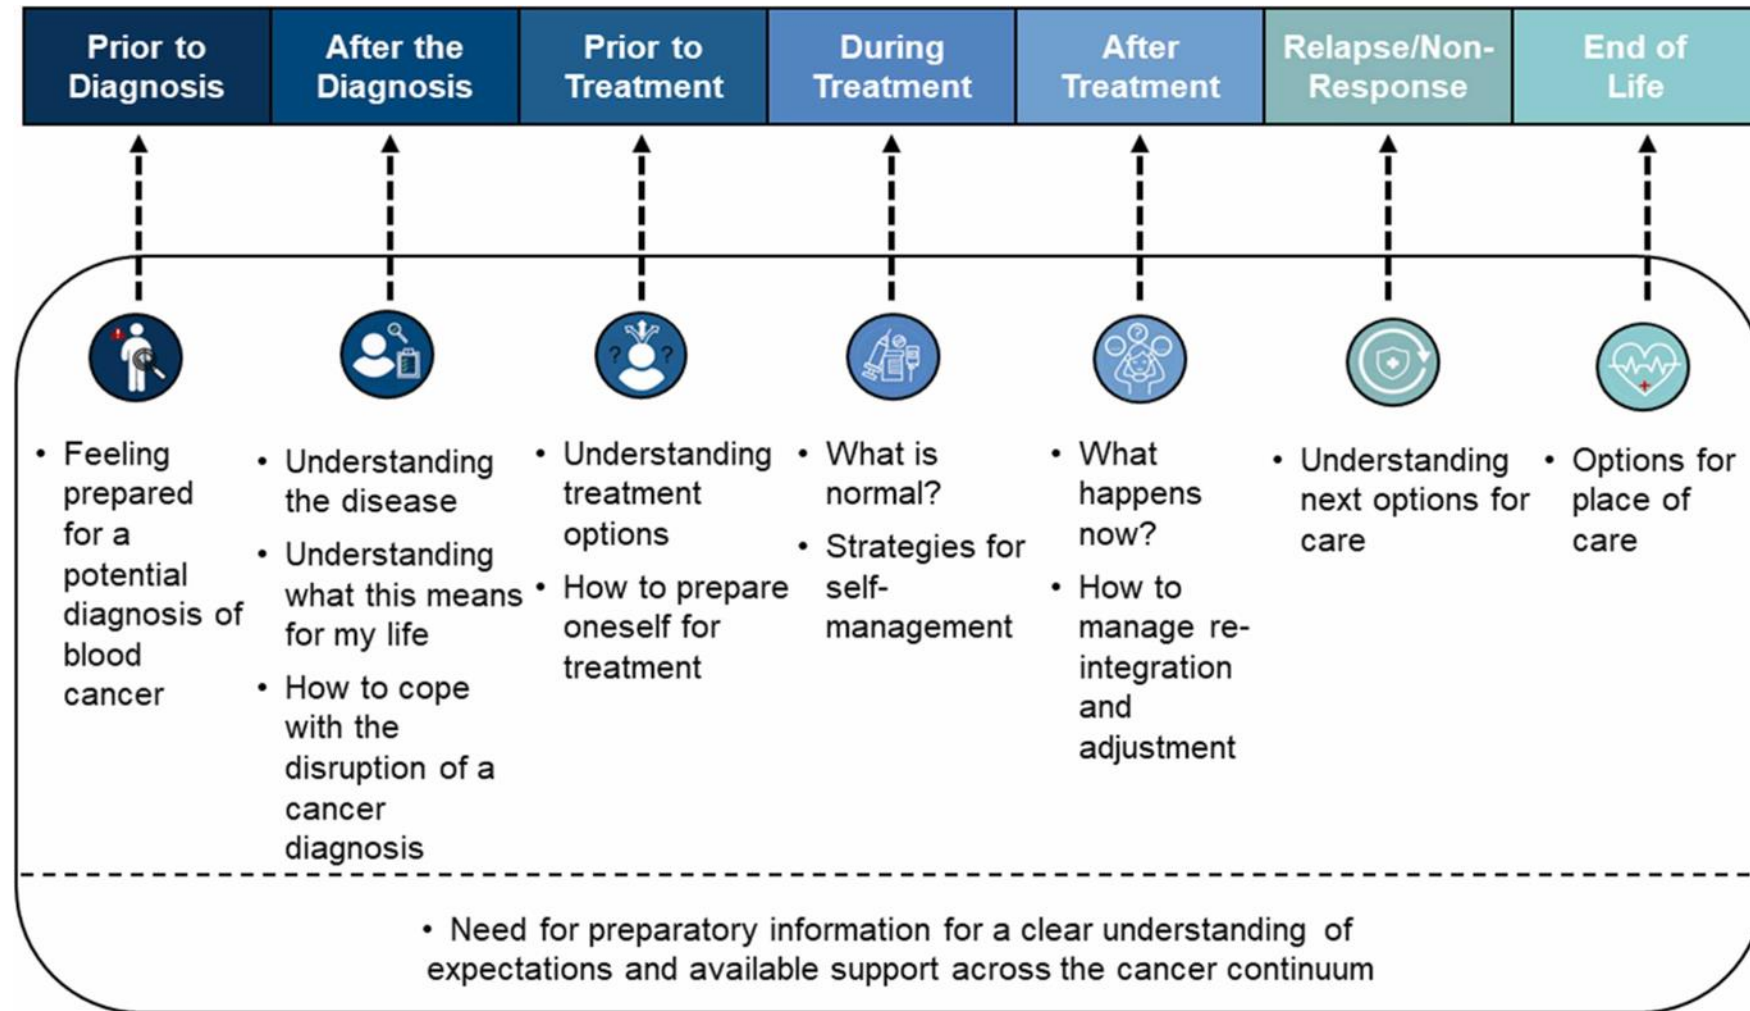 Prior to
Diagnosis
After the
Diagnosis
Prior to
Treatment
During
Treatment
After
Treatment
Relapse/Non-
Response
End of
Life
• Feeling
prepared
for a
potential
diagnosis of
blood
cancer
• Understanding
the disease
• Understanding
what this means
for my life
• How to cope
with the
disruption of a
cancer
diagnosis
• Understanding
treatment
options
• How to prepare
oneself for
treatment
• What is
normal?
• Strategies for
self-
management
• What
happens
now?
• How to
manage re-
integration
and
adjustment
• Understanding
next options for
care
• Options for
place of
care
• Need for preparatory information for a clear understanding of
expectations and available support across the cancer continuum